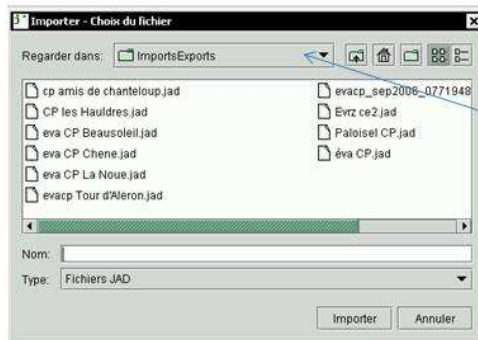 Importer - Choix du fichier
Regarder dans: ImportsExports
cp amis de chanteloup.jad
CP les Hauldres.jad
eva CP Beausoleil.jad
eva CP Chene.jad
eva CP La Noue.jad
evacp Tour d'Aleron.jad
evacp_sep2006_0771948
Evrz ce2.jad
Paloisel CP.jad
éva CP.jad
Nom:
Type: Fichiers JAD
Importer Annuler